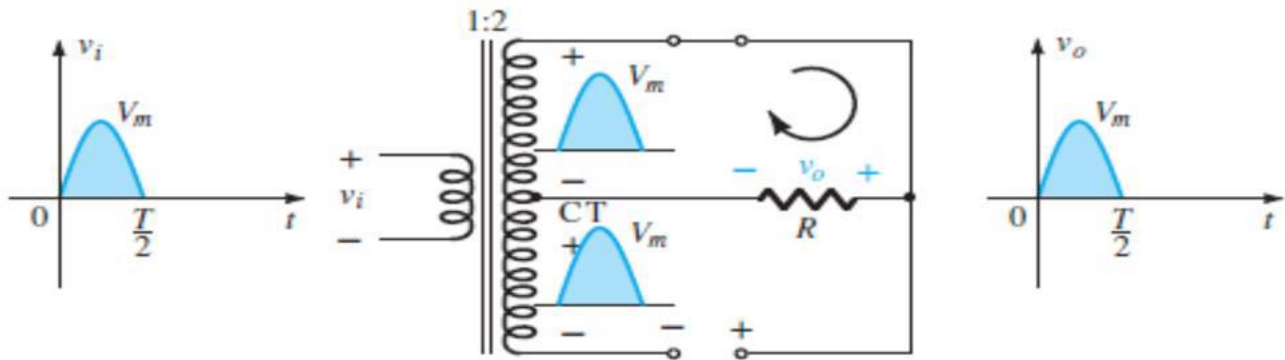 v_i
V_m
0
T/2
t
+
v_i
−
1:2
+
V_m
−
CT
+
V_m
−
− +
− v_o +
R
v_o
V_m
0
T/2
t